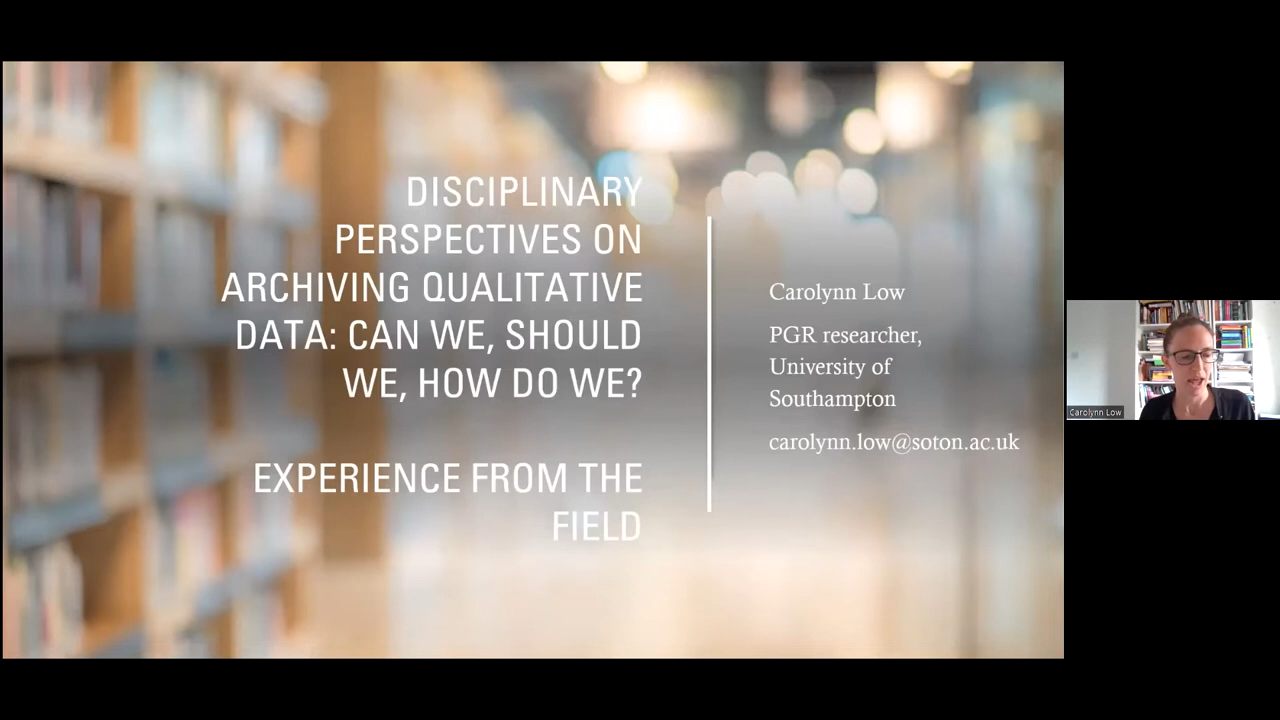 DISCIPLINARY
PERSPECTIVES ON
ARCHIVING QUALITATIVE
DATA: CAN WE, SHOULD
WE, HOW DO WE?
EXPERIENCE FROM THE
FIELD
Carolynn Low
PGR researcher,
University of
Southampton
carolynn.low@soton.ac.uk
Carolynn Low